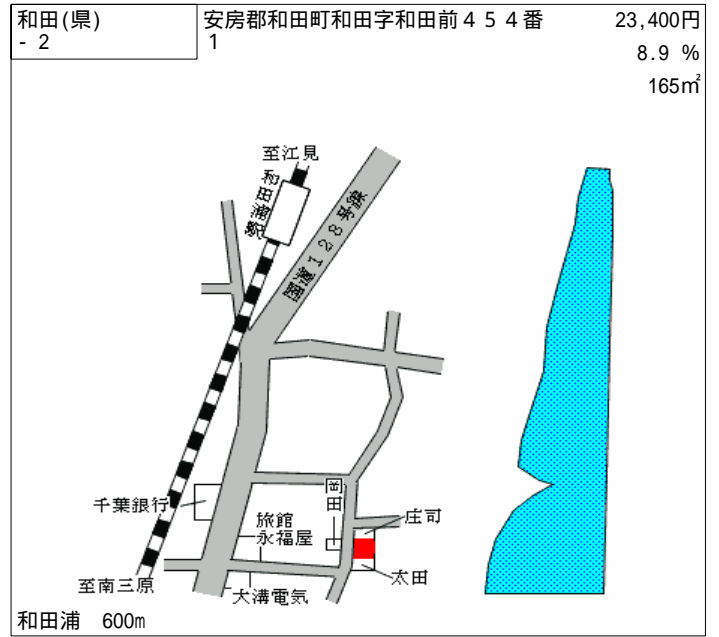 和田(県)
- 2
安房郡和田町和田字和田前454番
1
23,400円
8.9 %
165㎡
至江見
和田浦駅
国道128号線
千葉銀行
岡田
旅館
永福屋
庄司
太田
至南三原
大溝電気
和田浦 600m